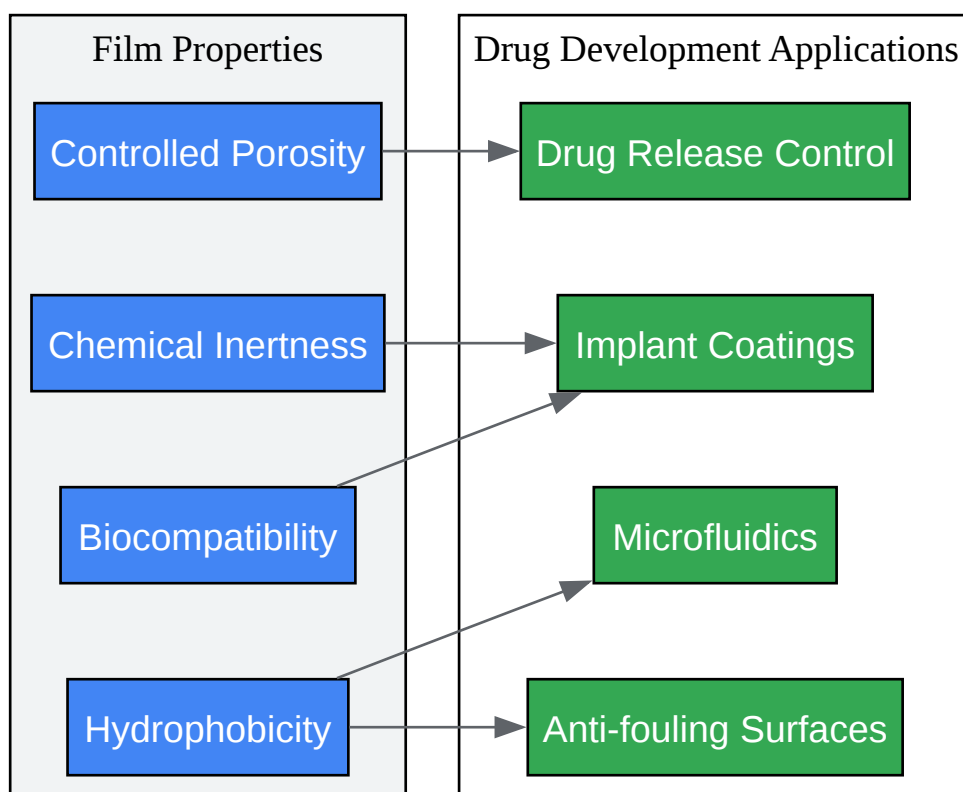 Film Properties
Drug Development Applications
Controlled Porosity
Drug Release Control
Chemical Inertness
Implant Coatings
Biocompatibility
Microfluidics
Hydrophobicity
Anti-fouling Surfaces